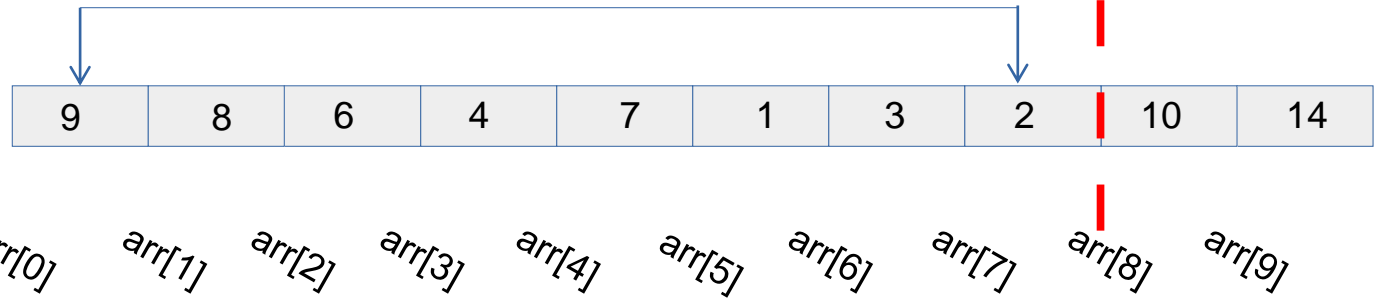 9 8 6 4 7 1 3 2 10 14
rr[0] arr[1] arr[2] arr[3] arr[4] arr[5] arr[6] arr[7] arr[8] arr[9]